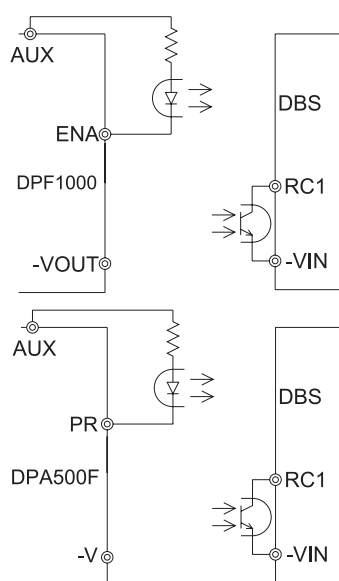 AUX
ENA
DBS
DPF1000
RC1
-VOUT
-VIN
AUX
PR
DBS
DPA500F
RC1
-V
-VIN